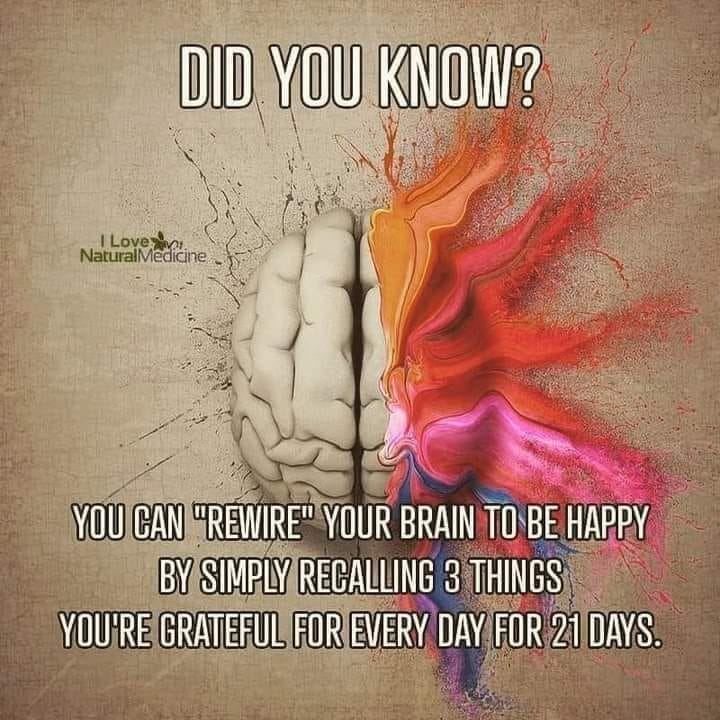 DID YOU KNOW?
I Love
NaturalMedicine
YOU CAN "REWIRE" YOUR BRAIN TO BE HAPPY
BY SIMPLY RECALLING 3 THINGS
YOU'RE GRATEFUL FOR EVERY DAY FOR 21 DAYS.